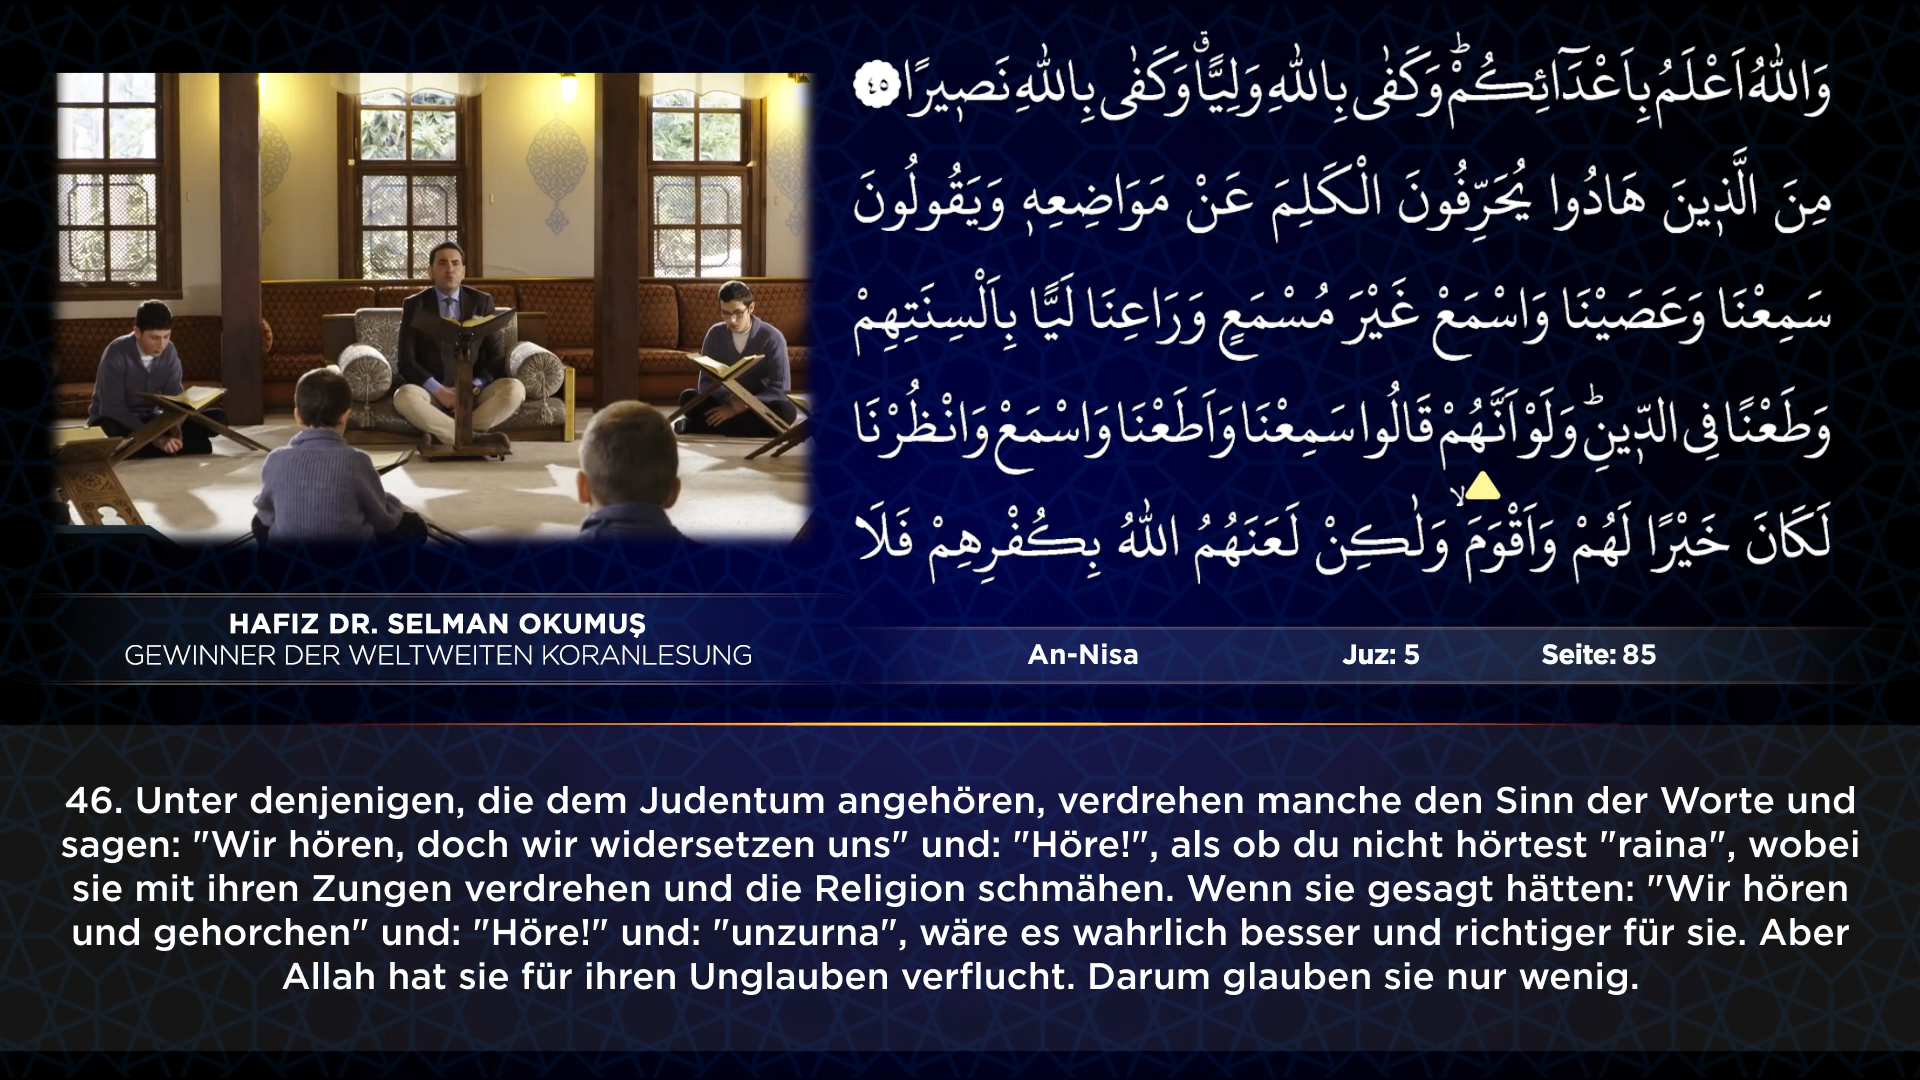 وَاللّٰهُ اَعْلَمُ بِاَعْدَٓائِكُمْۜ وَكَفٰى بِاللّٰهِ وَلِيًّاۗ وَكَفٰى بِاللّٰهِ نَص۪يرًا ٤٥
مِنَ الَّذ۪ينَ هَادُوا يُحَرِّفُونَ الْكَلِمَ عَنْ مَوَاضِعِه۪ وَيَقُولُونَ
سَمِعْنَا وَعَصَيْنَا وَاسْمَعْ غَيْرَ مُسْمَعٍ وَرَاعِنَا لَيًّا بِاَلْسِنَتِهِمْ
وَطَعْنًا فِى الدّ۪ينِۜ وَلَوْ اَنَّهُمْ قَالُوا سَمِعْنَا وَاَطَعْنَا وَاسْمَعْ وَانْظُرْنَا
لَكَانَ خَيْرًا لَهُمْ وَاَقْوَمَۙ وَلٰكِنْ لَعَنَهُمُ اللّٰهُ بِكُفْرِهِمْ فَلَا
HAFIZ DR. SELMAN OKUMUŞ
GEWINNER DER WELTWEITEN KORANLESUNG
An-Nisa Juz: 5 Seite: 85
46. Unter denjenigen, die dem Judentum angehören, verdrehen manche den Sinn der Worte und
sagen: "Wir hören, doch wir widersetzen uns" und: "Höre!", als ob du nicht hörtest "raina", wobei
sie mit ihren Zungen verdrehen und die Religion schmähen. Wenn sie gesagt hätten: "Wir hören
und gehorchen" und: "Höre!" und: "unzurna", wäre es wahrlich besser und richtiger für sie. Aber
Allah hat sie für ihren Unglauben verflucht. Darum glauben sie nur wenig.